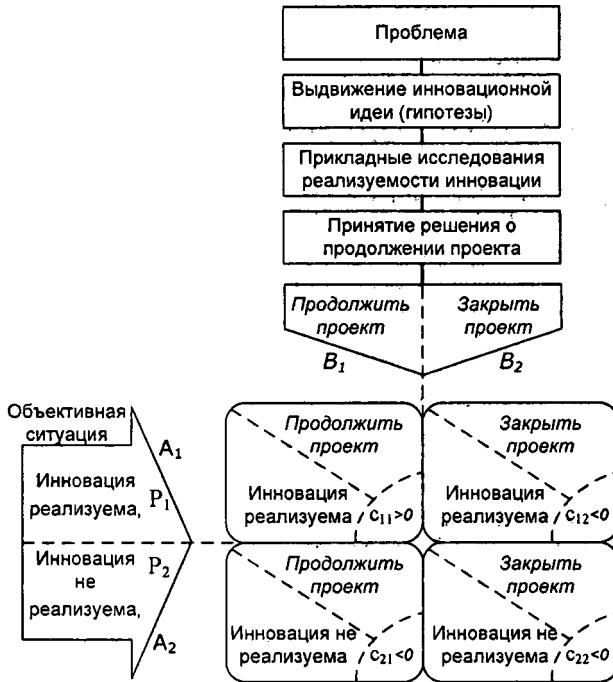 Проблема
Выдвижение инновационной
идеи (гипотезы)
Прикладные исследования
реализуемости инновации
Принятие решения о
продолжении проекта
Продолжить
проект
B₁
Закрыть
проект
B₂
Объективная
ситуация
A₁
Инновация
реализуема, P₁
Инновация
не
реализуема,
P₂
A₂
Продолжить
проект
Инновация
реализуема
c₁₁>0
Закрыть
проект
Инновация
реализуема
c₁₂<0
Продолжить
проект
Инновация не
реализуема
c₂₁<0
Закрыть
проект
Инновация не
реализуема
c₂₂<0